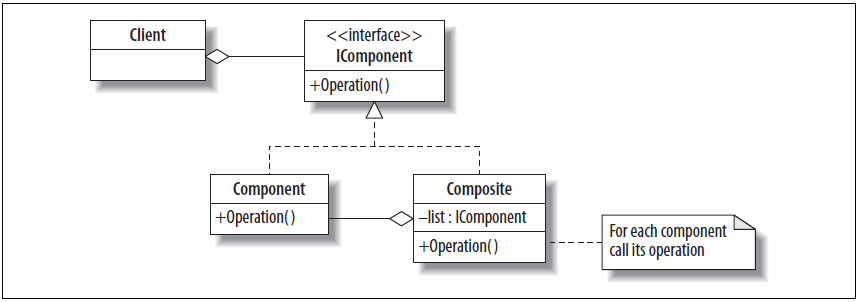 Client
<<interface>>
IComponent
+Operation()
Component
+Operation()
Composite
–list : IComponent
+Operation()
For each component
call its operation